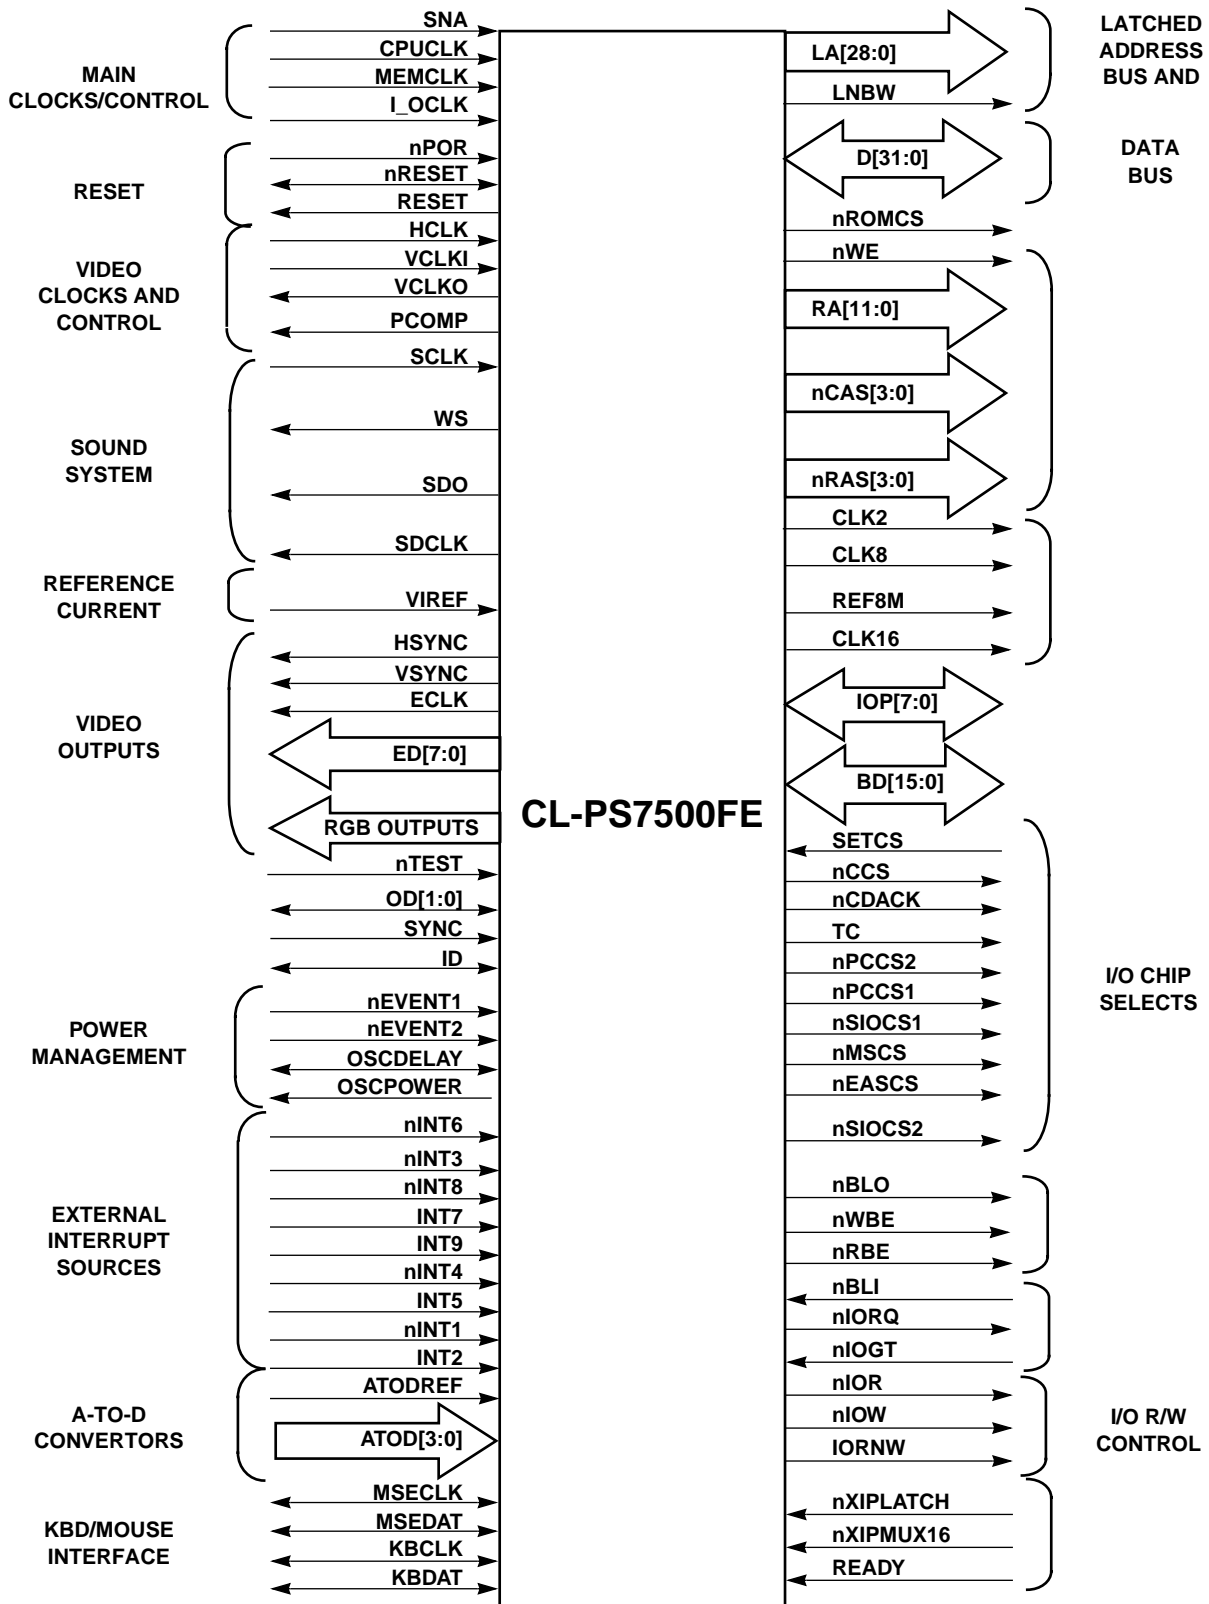 SNA
CPUCLK
MEMCLK
I_OCLK
MAIN
CLOCKS/CONTROL
nPOR
nRESET
RESET
RESET
HCLK
VCLKI
VCLKO
PCOMP
VIDEO
CLOCKS AND
CONTROL
SCLK
WS
SDO
SDCLK
SOUND
SYSTEM
REFERENCE
CURRENT
VIREF
HSYNC
VSYNC
ECLK
ED[7:0]
RGB OUTPUTS
VIDEO
OUTPUTS
nTEST
OD[1:0]
SYNC
ID
nEVENT1
nEVENT2
OSCDELAY
OSCPOWER
POWER
MANAGEMENT
nINT6
nINT3
nINT8
INT7
INT9
nINT4
INT5
nINT1
INT2
EXTERNAL
INTERRUPT
SOURCES
ATODREF
ATOD[3:0]
A-TO-D
CONVERTORS
MSECLK
MSEDAT
KBCLK
KBDAT
KBD/MOUSE
INTERFACE
CL-PS7500FE
LA[28:0]
LNBW
LATCHED
ADDRESS
BUS AND
D[31:0]
DATA
BUS
nROMCS
nWE
RA[11:0]
nCAS[3:0]
nRAS[3:0]
CLK2
CLK8
REF8M
CLK16
IOP[7:0]
BD[15:0]
SETCS
nCCS
nCDACK
TC
nPCCS2
nPCCS1
nSIOCS1
nMSCS
nEASCS
nSIOCS2
I/O CHIP
SELECTS
nBLO
nWBE
nRBE
nBLI
nIORQ
nIOGT
nIOR
nIOW
IORNW
I/O R/W
CONTROL
nXIPLATCH
nXIPMUX16
READY